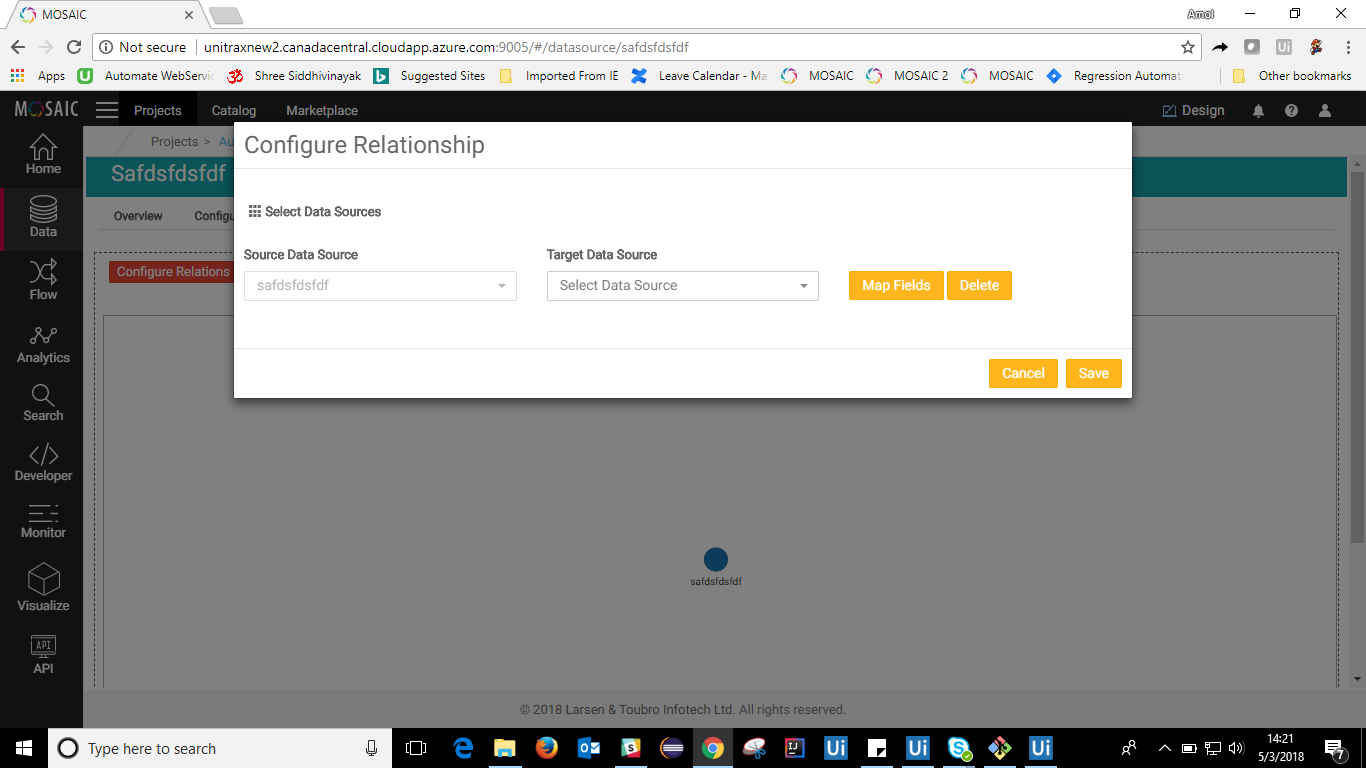 MOSAIC
Amol
Not secure unitraxnew2.canadacentral.cloudapp.azure.com:9005/#/datasource/safdsfdsfdf
Apps Automate WebServic Shree Siddhivinayak Suggested Sites Imported From IE Leave Calendar - Ma MOSAIC MOSAIC 2 MOSAIC Regression Automat Other bookmarks
MOSAIC Projects Catalog Marketplace Design
Projects > Au
Home
Safdsfdsfdf
Data
Overview Configu
Flow
Analytics
Search
Developer
Monitor
Visualize
API
API
Configure Relations
Configure Relationship
Select Data Sources
Source Data Source Target Data Source
safdsfdsfdf Select Data Source Map Fields Delete
Cancel Save
safdsfdsfdf
© 2018 Larsen & Toubro Infotech Ltd. All rights reserved.
Type here to search
14:21
5/3/2018
7